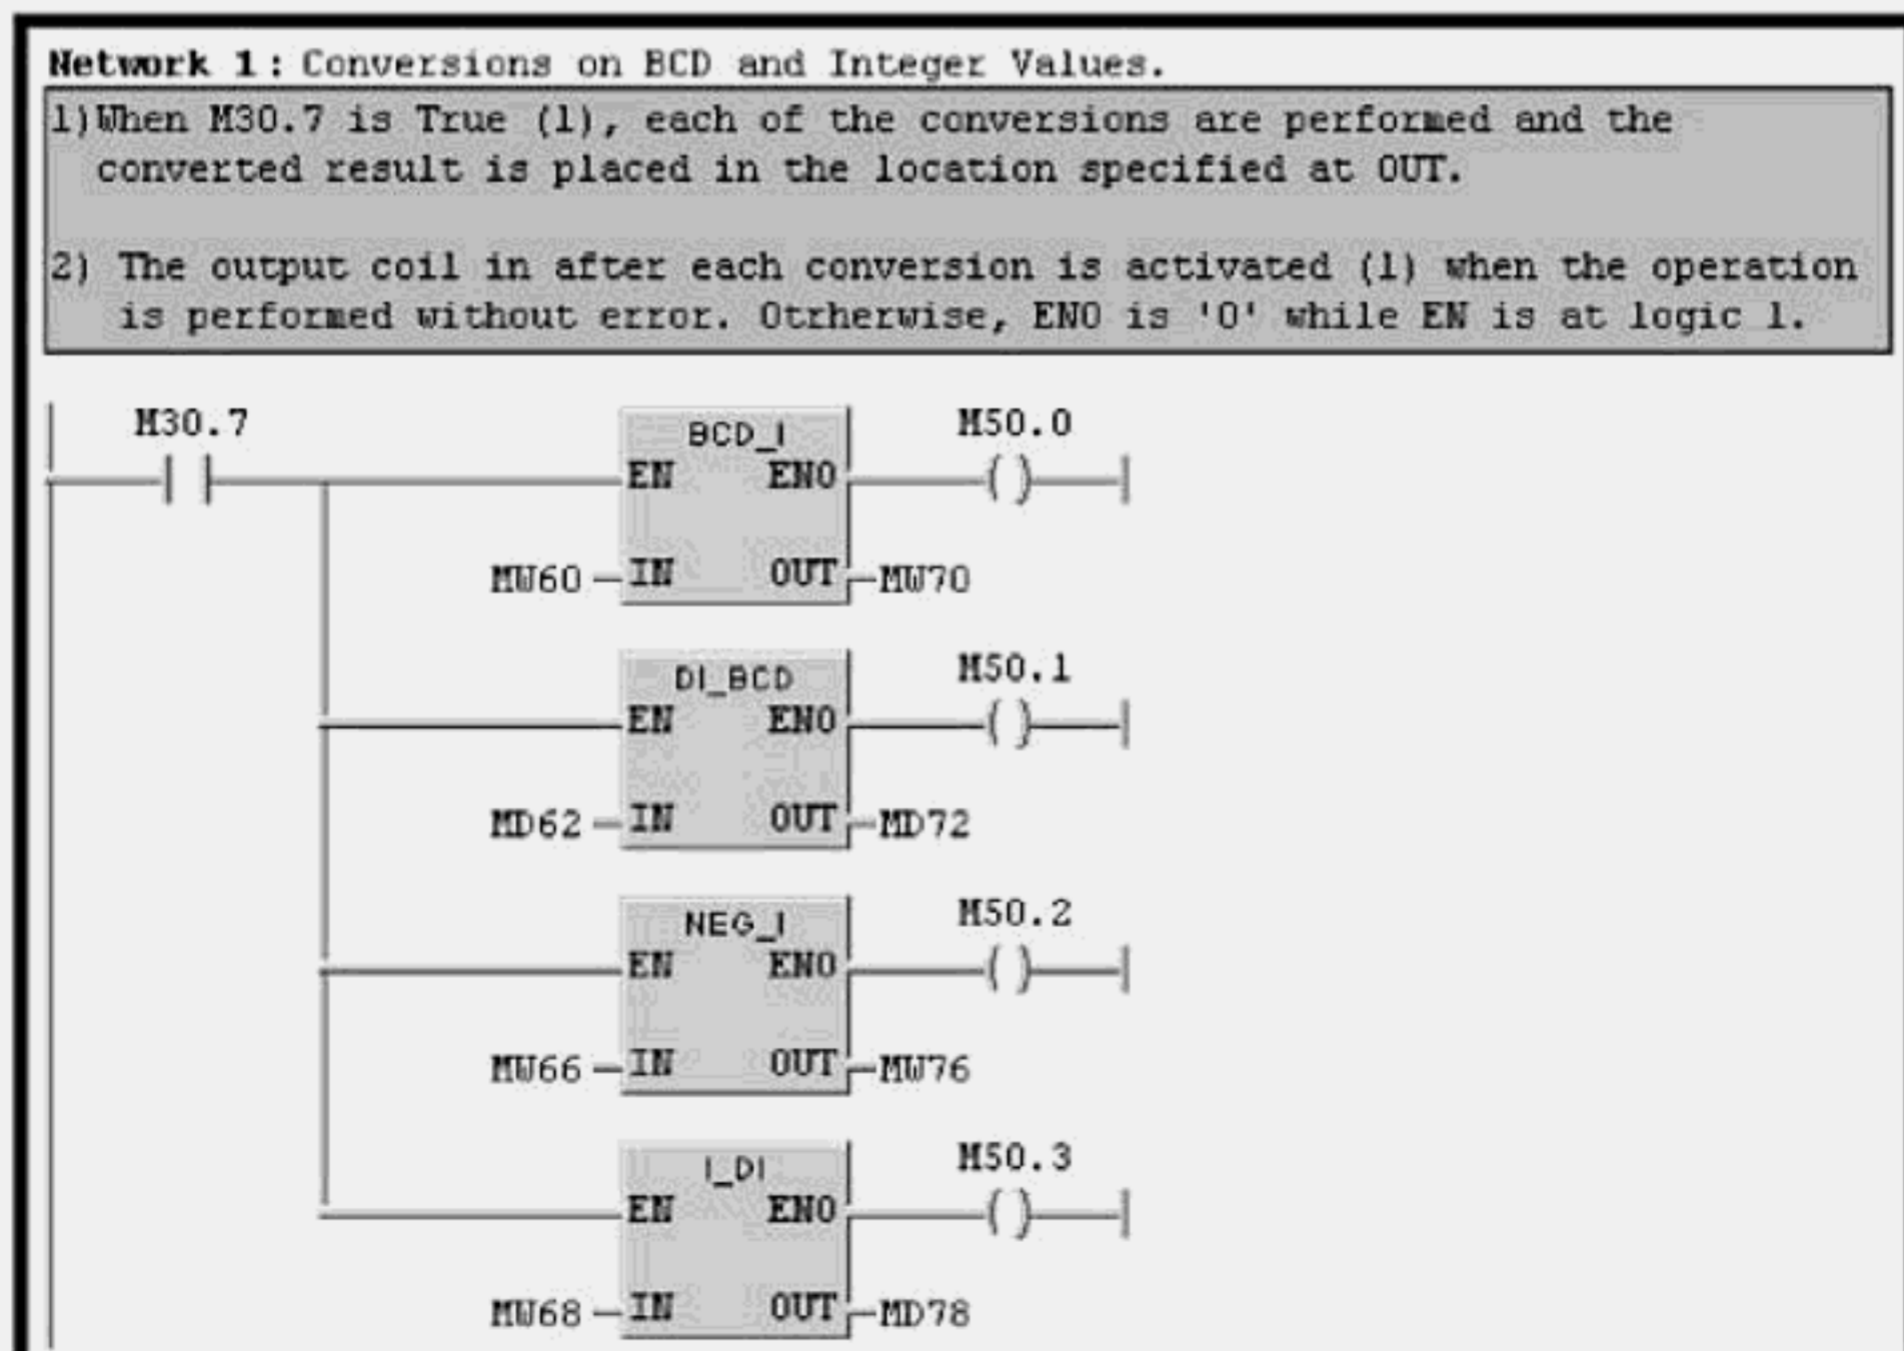 Network 1: Conversions on BCD and Integer Values.
1)When M30.7 is True (1), each of the conversions are performed and the
converted result is placed in the location specified at OUT.
2) The output coil in after each conversion is activated (1) when the operation
is performed without error. Otrherwise, ENO is '0' while EN is at logic 1.
M30.7 BCD_I M50.0
EN ENO
MW60 IN OUT MW70
DI_BCD M50.1
EN ENO
MD62 IN OUT MD72
NEG_I M50.2
EN ENO
MW66 IN OUT MW76
I_DI M50.3
EN ENO
MW68 IN OUT MD78